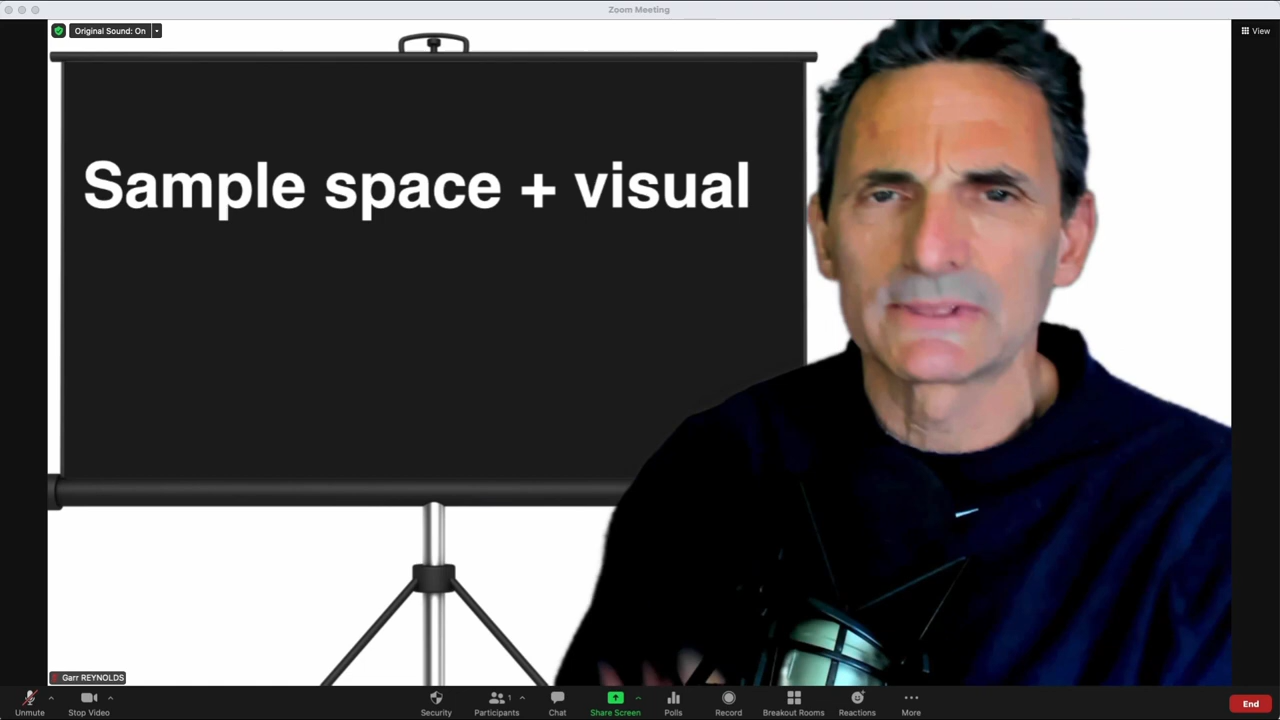 Zoom Meeting
Original Sound: On
View
Sample space + visual
Garr REYNOLDS
Unmute
Stop Video
Security
Participants
1
Chat
Share Screen
Polls
Record
Breakout Rooms
Reactions
More
End